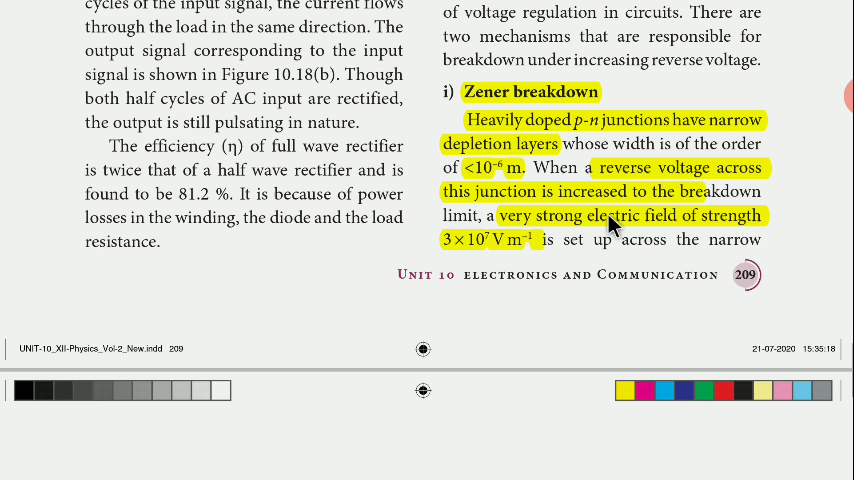 cycles of the input signal, the current flows
through the load in the same direction. The
output signal corresponding to the input
signal is shown in Figure 10.18(b). Though
both half cycles of AC input are rectified,
the output is still pulsating in nature.
The efficiency (η) of full wave rectifier
is twice that of a half wave rectifier and is
found to be 81.2 %. It is because of power
losses in the winding, the diode and the load
resistance.
of voltage regulation in circuits. There are
two mechanisms that are responsible for
breakdown under increasing reverse voltage.
i) Zener breakdown
Heavily doped p-n junctions have narrow
depletion layers whose width is of the order
of <10⁻⁶ m. When a reverse voltage across
this junction is increased to the breakdown
limit, a very strong electric field of strength
3×10⁷ V m⁻¹ is set up across the narrow
UNIT 10 ELECTRONICS AND COMMUNICATION 209
UNIT-10_XII-Physics_Vol-2_New.indd 209
21-07-2020 15:35:18